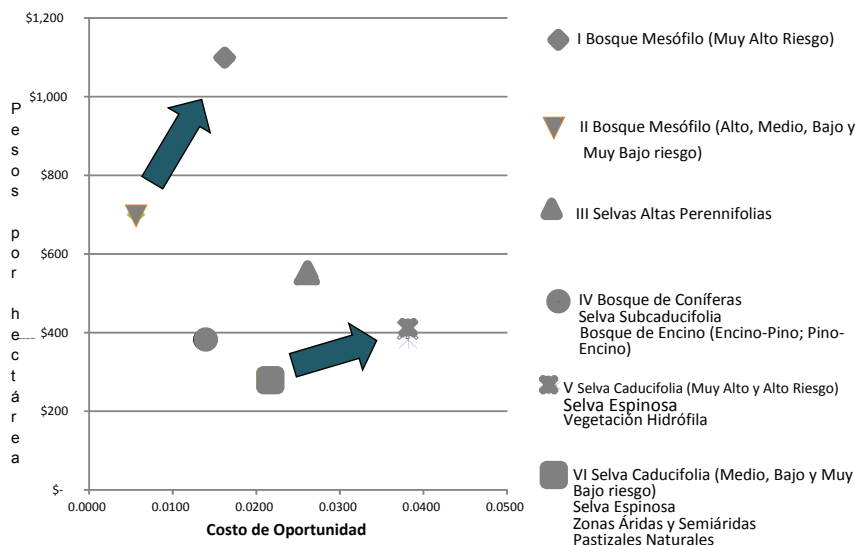 $1,200
$1,000
$800
$600
$400
$200
$-
Pesos por hectárea
0.0000 0.0100 0.0200 0.0300 0.0400 0.0500
Costo de Oportunidad
I Bosque Mesófilo (Muy Alto Riesgo)
II Bosque Mesófilo (Alto, Medio, Bajo y
Muy Bajo riesgo)
III Selvas Altas Perennifolias
IV Bosque de Coníferas
Selva Subcaducifolia
Bosque de Encino (Encino-Pino; Pino-
Encino)
V Selva Caducifolia (Muy Alto y Alto Riesgo)
Selva Espinosa
Vegetación Hidrófila
VI Selva Caducifolia (Medio, Bajo y Muy
Bajo riesgo)
Selva Espinosa
Zonas Áridas y Semiáridas
Pastizales Naturales